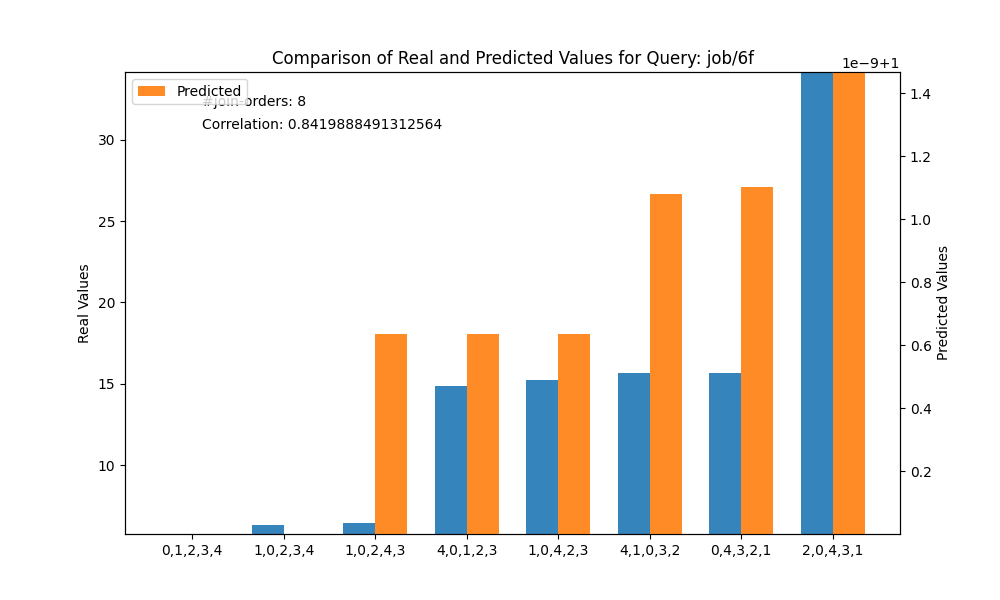 Comparison of Real and Predicted Values for Query: job/6f
1e−9+1
Predicted
#join-orders: 8
Correlation: 0.8419888491312564
Real Values
30
25
20
15
10
1.4
1.2
1.0
0.8
0.6
0.4
0.2
Predicted Values
0,1,2,3,4 1,0,2,3,4 1,0,2,4,3 4,0,1,2,3 1,0,4,2,3 4,1,0,3,2 0,4,3,2,1 2,0,4,3,1